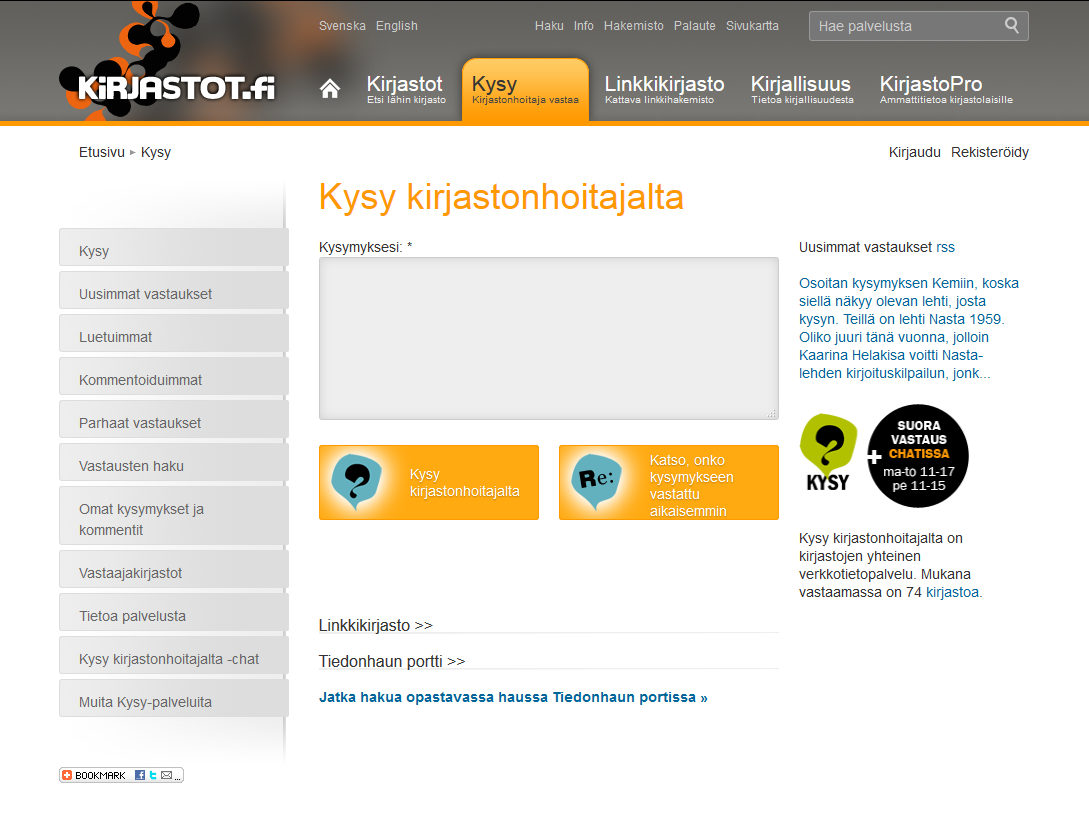 Svenska English
Haku Info Hakemisto Palaute Sivukartta
Hae palvelusta
KiRJASTOT.fi
Kirjastot
Etsi lähin kirjasto
Kysy
Kirjastonhoitaja vastaa
Linkkikirjasto
Kattava linkkihakemisto
Kirjallisuus
Tietoa kirjallisuudesta
KirjastoPro
Ammattitietoa kirjastolaisille
Etusivu ▸ Kysy
Kirjaudu Rekisteröidy
Kysy
Uusimmat vastaukset
Luetuimmat
Kommentoiduimmat
Parhaat vastaukset
Vastausten haku
Omat kysymykset ja
kommentit
Vastaajakirjastot
Tietoa palvelusta
Kysy kirjastonhoitajalta -chat
Muita Kysy-palveluita
BOOKMARK ...
Kysy kirjastonhoitajalta
Kysymyksesi: *
?
Kysy
kirjastonhoitajalta
Re:
Katso, onko
kysymykseen
vastattu
aikaisemmin
Linkkikirjasto >>
Tiedonhaun portti >>
Jatka hakua opastavassa haussa Tiedonhaun portissa »
Uusimmat vastaukset rss
Osoitan kysymyksen Kemiin, koska
siellä näkyy olevan lehti, josta
kysyn. Teillä on lehti Nasta 1959.
Oliko juuri tänä vuonna, jolloin
Kaarina Helakisa voitti Nasta-
lehden kirjoituskilpailun, jonk...
?
KYSY
+
SUORA
VASTAUS
CHATISSA
ma-to 11-17
pe 11-15
Kysy kirjastonhoitajalta on
kirjastojen yhteinen
verkkotietopalvelu. Mukana
vastaamassa on 74 kirjastoa.